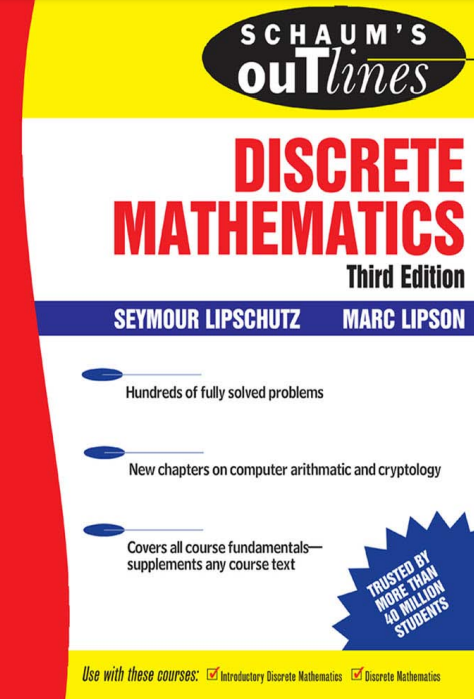 SCHAUM'S
ouTlines
DISCRETE
MATHEMATICS
Third Edition
SEYMOUR LIPSCHUTZ MARC LIPSON
Hundreds of fully solved problems
New chapters on computer arithmatic and cryptology
Covers all course fundamentals—
supplements any course text
TRUSTED BY
MORE THAN
40 MILLION
STUDENTS
Use with these courses: Introductory Discrete Mathematics Discrete Mathematics